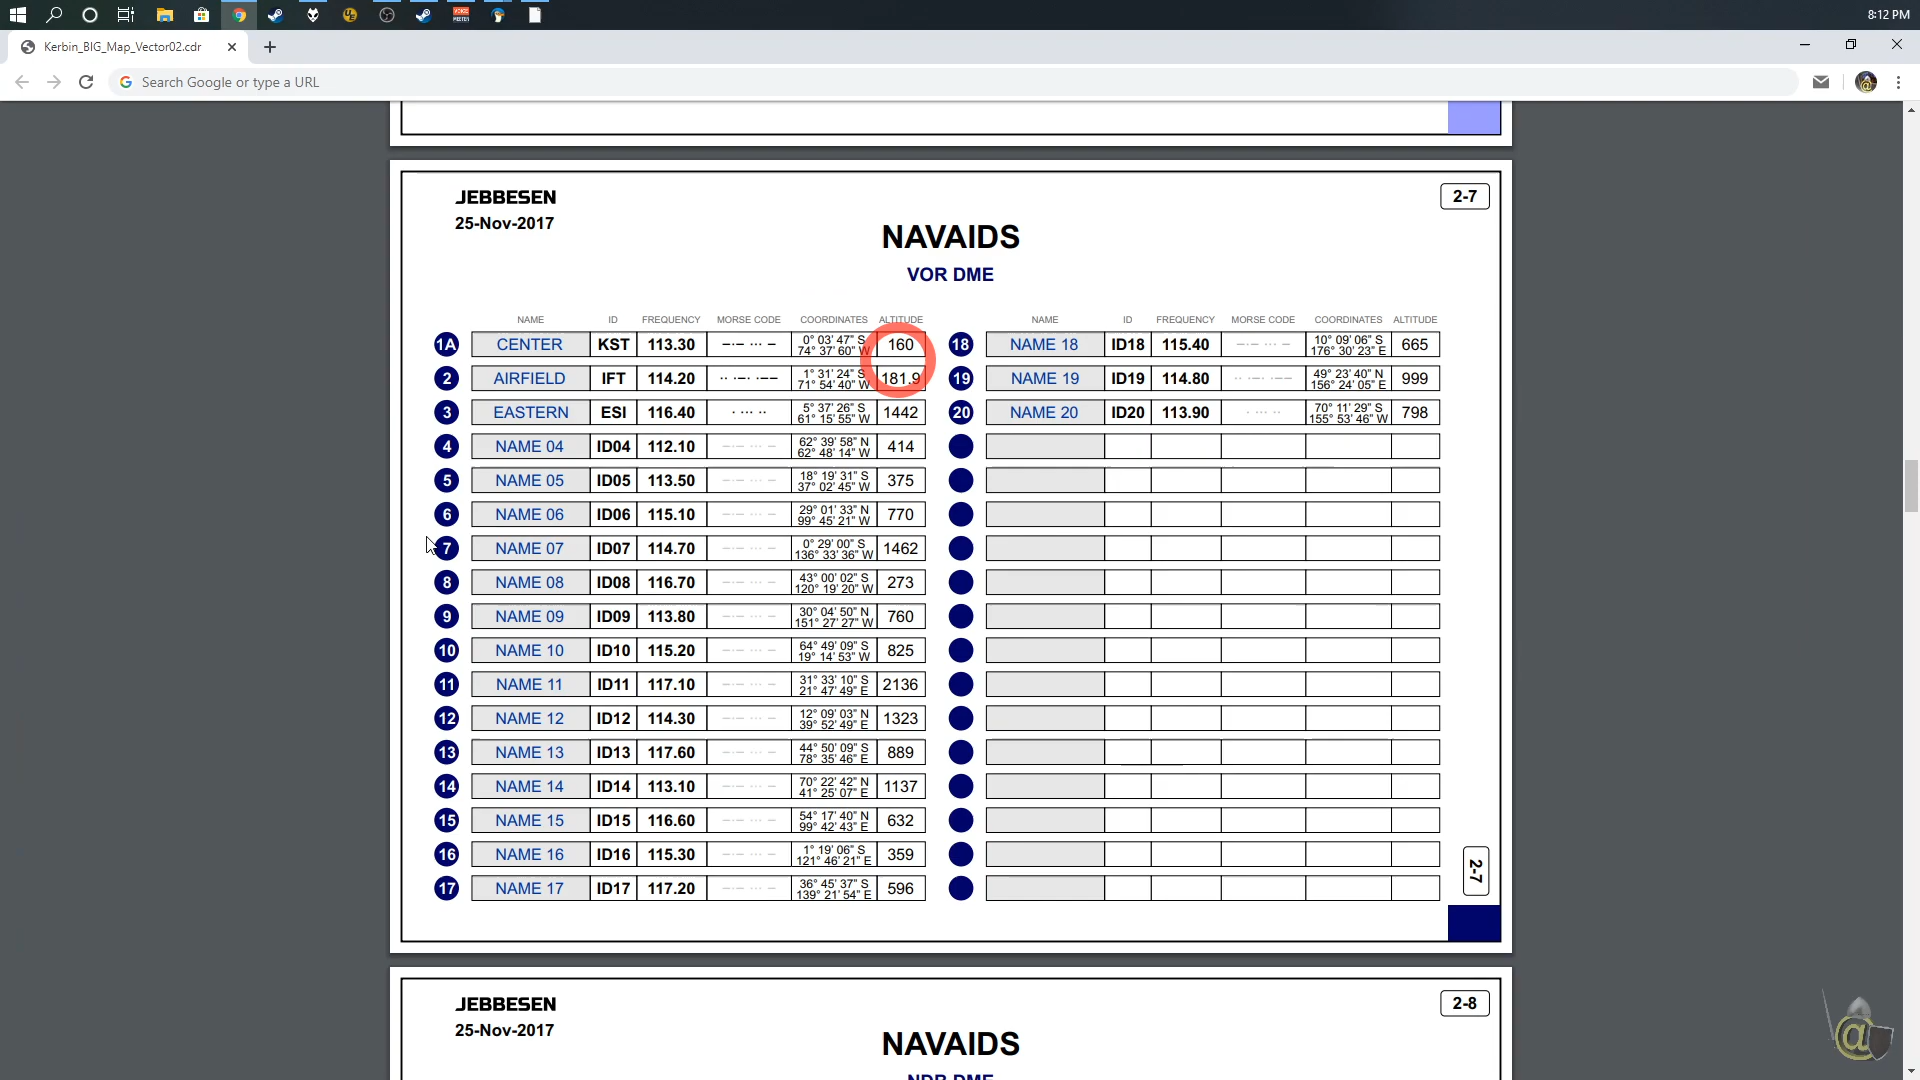 8:12 PM
Kerbin_BIG_Map_Vector02.cdr
Search Google or type a URL
JEBBESEN
25-Nov-2017
2-7
NAVAIDS
VOR DME
NAME ID FREQUENCY MORSE CODE COORDINATES ALTITUDE
1A CENTER KST 113.30 —·— ··· — 0° 03' 47" S 74° 37' 60" W 160
2 AIRFIELD IFT 114.20 ·· ·—· ·—— 1° 31' 24" S 71° 54' 40" W 181.9
3 EASTERN ESI 116.40 · ··· ·· 5° 37' 26" S 61° 15' 55" W 1442
4 NAME 04 ID04 112.10 —·— ··· — 62° 39' 58" N 62° 48' 14" W 414
5 NAME 05 ID05 113.50 —·— ··· — 18° 19' 31" S 37° 02' 45" W 375
6 NAME 06 ID06 115.10 —·— ··· — 29° 01' 33" N 99° 45' 21" W 770
7 NAME 07 ID07 114.70 —·— ··· — 0° 29' 00" S 136° 33' 36" W 1462
8 NAME 08 ID08 116.70 —·— ··· — 43° 00' 02" S 120° 19' 20" W 273
9 NAME 09 ID09 113.80 —·— ··· — 30° 04' 50" N 151° 27' 27" W 760
10 NAME 10 ID10 115.20 —·— ··· — 64° 49' 09" S 19° 14' 53" W 825
11 NAME 11 ID11 117.10 —·— ··· — 31° 33' 10" S 21° 47' 49" E 2136
12 NAME 12 ID12 114.30 —·— ··· — 12° 09' 03" N 39° 52' 49" E 1323
13 NAME 13 ID13 117.60 —·— ··· — 44° 50' 09" S 78° 35' 46" E 889
14 NAME 14 ID14 113.10 —·— ··· — 70° 22' 42" N 41° 25' 07" E 1137
15 NAME 15 ID15 116.60 —·— ··· — 54° 17' 40" N 99° 42' 43" E 632
16 NAME 16 ID16 115.30 —·— ··· — 1° 19' 06" S 121° 46' 21" E 359
17 NAME 17 ID17 117.20 —·— ··· — 36° 45' 37" S 139° 21' 54" E 596
NAME ID FREQUENCY MORSE CODE COORDINATES ALTITUDE
18 NAME 18 ID18 115.40 —·— ··· — 10° 09' 06" S 176° 30' 23" E 665
19 NAME 19 ID19 114.80 ·· ·—· ·—— 49° 23' 40" N 156° 24' 05" E 999
20 NAME 20 ID20 113.90 · ··· ·· 70° 11' 29" S 155° 53' 46" W 798
2-7
JEBBESEN
25-Nov-2017
2-8
NAVAIDS
NDB DME